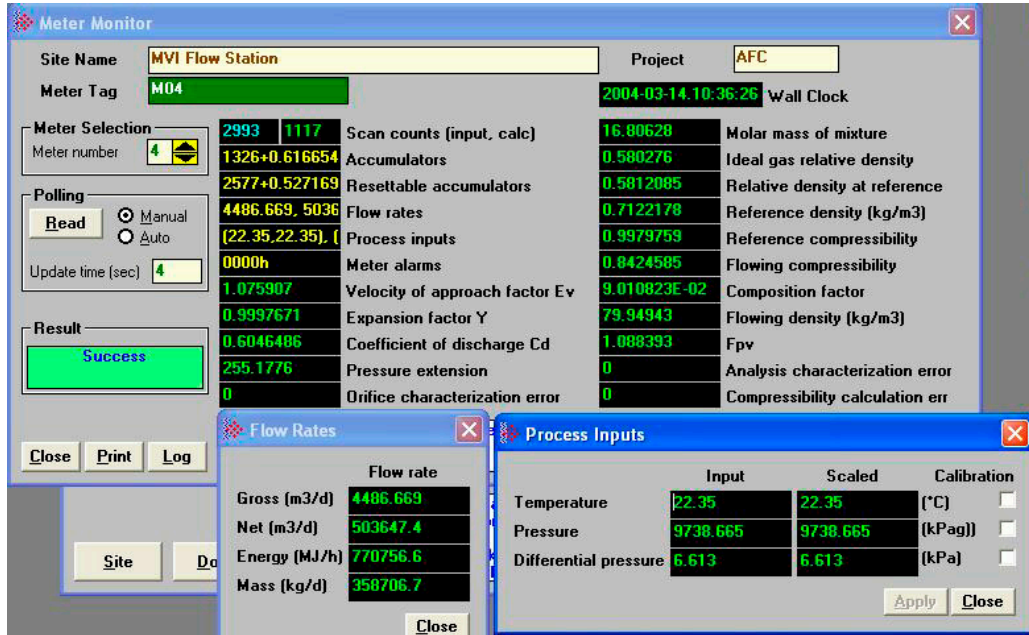 Meter Monitor
Site Name MVI Flow Station Project AFC
Meter Tag M04 2004-03-14.10:36:26 Wall Clock
Meter Selection
Meter number 4
Polling
Read Manual
Auto
Update time (sec) 4
Result
Success
2993 1117 Scan counts (input, calc)
1326+0.616654 Accumulators
2577+0.527169 Resettable accumulators
4486.669, 5036 Flow rates
(22.35,22.35), ( Process inputs
0000h Meter alarms
1.075907 Velocity of approach factor Ev
0.9997671 Expansion factor Y
0.6046486 Coefficient of discharge Cd
255.1776 Pressure extension
0 Orifice characterization error
16.80628 Molar mass of mixture
0.580276 Ideal gas relative density
0.5812085 Relative density at reference
0.7122178 Reference density (kg/m3)
0.9979759 Reference compressibility
0.8424585 Flowing compressibility
9.010823E-02 Composition factor
79.94943 Flowing density (kg/m3)
1.088393 Fpv
0 Analysis characterization error
0 Compressibility calculation err
Close Print Log
Site Do
Flow Rates
Flow rate
Gross (m3/d) 4486.669
Net (m3/d) 503647.4
Energy (MJ/h) 770756.6
Mass (kg/d) 358706.7
Close
Process Inputs
Input Scaled Calibration
Temperature 22.35 22.35 (°C)
Pressure 9738.665 9738.665 (kPag))
Differential pressure 6.613 6.613 (kPa)
Apply Close